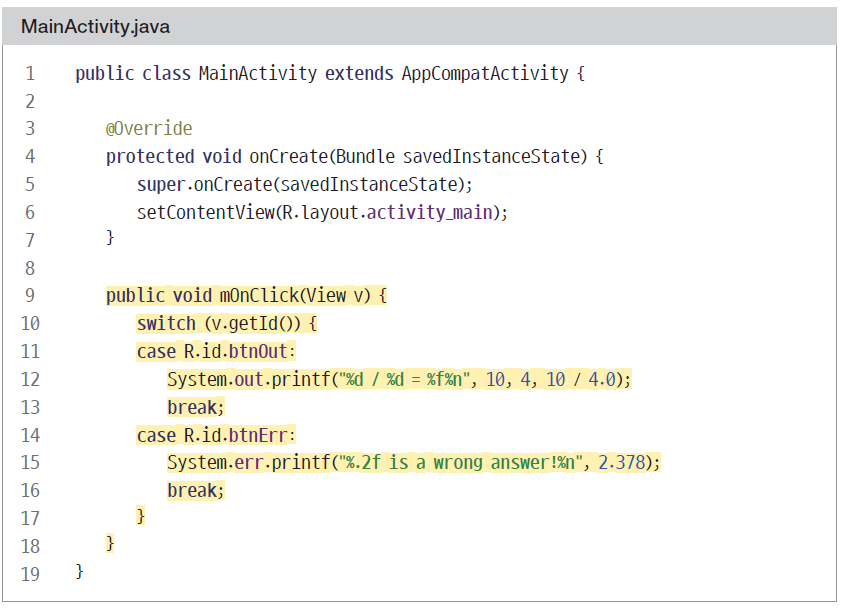 MainActivity.java
1 public class MainActivity extends AppCompatActivity {
2
3 @Override
4 protected void onCreate(Bundle savedInstanceState) {
5 super.onCreate(savedInstanceState);
6 setContentView(R.layout.activity_main);
7 }
8
9 public void mOnClick(View v) {
10 switch (v.getId()) {
11 case R.id.btnOut:
12 System.out.printf("%d / %d = %f%n", 10, 4, 10 / 4.0);
13 break;
14 case R.id.btnErr:
15 System.err.printf("%.2f is a wrong answer!%n", 2.378);
16 break;
17 }
18 }
19 }